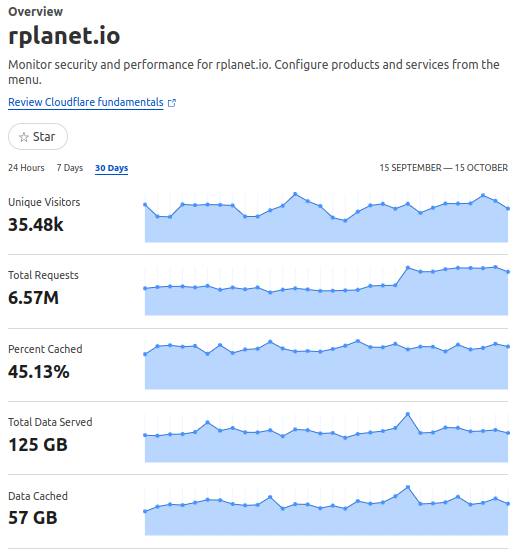 Overview
rplanet.io
Monitor security and performance for rplanet.io. Configure products and services from the
menu.
Review Cloudflare fundamentals
☆ Star
24 Hours 7 Days 30 Days 15 SEPTEMBER — 15 OCTOBER
Unique Visitors
35.48k
Total Requests
6.57M
Percent Cached
45.13%
Total Data Served
125 GB
Data Cached
57 GB